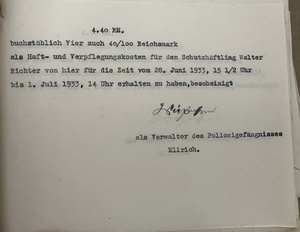 4.40 RM.
buchstäblich Vier auch 40/100 Reichsmark
als Haft- und Verpflegungskosten für den Schutzhäftling Walter
Richter von hier für die Zeit vom 28. Juni 1933, 15 1/2 Uhr
bis 1. Juli 1933, 14 Uhr erhalten zu haben,bescheinigt
als Verwalter des Polizeigefängnisses
Ellrich.